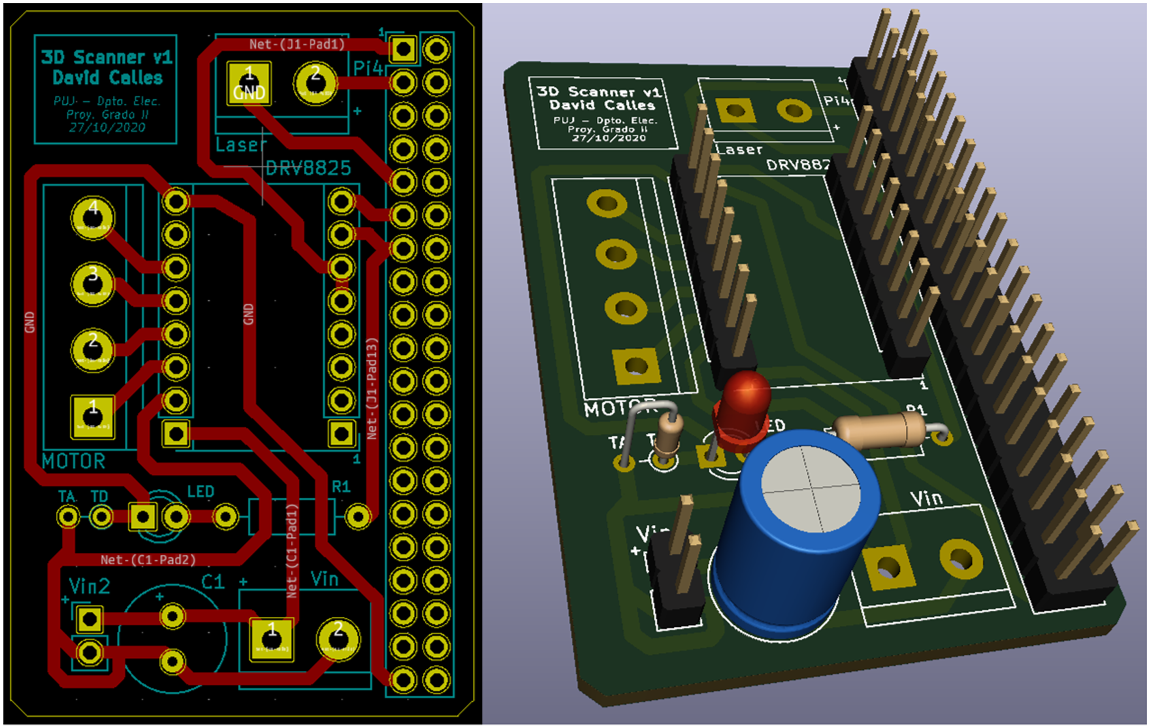 3D Scanner v1
David Calles
PUJ - Dpto. Elec.
Proy. Grado II
27/10/2020
Net-(J1-Pad1)
1
1
2
GND
Pi4
+
Laser
DRV8825
4
3
2
1
GND
GND
Net-(J1-Pad13)
MOTOR
1
TA
TD
LED
R1
Net-(C1-Pad2)
Net-(C1-Pad1)
Vin2
+
C1
+
+
Vin
1
2
3D Scanner v1
David Calles
PUJ - Dpto. Elec.
Proy. Grado II
27/10/2020
1
Pi4
+
Laser
DRV882
MOTOR
1
TA
T
ED
R1
Vin
+
Vin